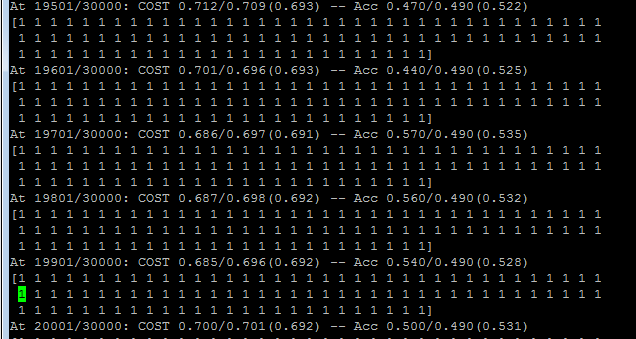 At 19501/30000: COST 0.712/0.709(0.693) -- Acc 0.470/0.490(0.522)
[1 1 1 1 1 1 1 1 1 1 1 1 1 1 1 1 1 1 1 1 1 1 1 1 1 1 1 1 1 1 1 1 1 1 1 1 1
1 1 1 1 1 1 1 1 1 1 1 1 1 1 1 1 1 1 1 1 1 1 1 1 1 1 1 1 1 1 1 1 1 1 1 1 1
1 1 1 1 1 1 1 1 1 1 1 1 1 1 1 1 1 1 1 1 1 1 1 1 1 1]
At 19601/30000: COST 0.701/0.696(0.693) -- Acc 0.440/0.490(0.525)
[1 1 1 1 1 1 1 1 1 1 1 1 1 1 1 1 1 1 1 1 1 1 1 1 1 1 1 1 1 1 1 1 1 1 1 1 1
1 1 1 1 1 1 1 1 1 1 1 1 1 1 1 1 1 1 1 1 1 1 1 1 1 1 1 1 1 1 1 1 1 1 1 1 1
1 1 1 1 1 1 1 1 1 1 1 1 1 1 1 1 1 1 1 1 1 1 1 1 1 1]
At 19701/30000: COST 0.686/0.697(0.691) -- Acc 0.570/0.490(0.535)
[1 1 1 1 1 1 1 1 1 1 1 1 1 1 1 1 1 1 1 1 1 1 1 1 1 1 1 1 1 1 1 1 1 1 1 1 1
1 1 1 1 1 1 1 1 1 1 1 1 1 1 1 1 1 1 1 1 1 1 1 1 1 1 1 1 1 1 1 1 1 1 1 1 1
1 1 1 1 1 1 1 1 1 1 1 1 1 1 1 1 1 1 1 1 1 1 1 1 1 1]
At 19801/30000: COST 0.687/0.698(0.692) -- Acc 0.560/0.490(0.532)
[1 1 1 1 1 1 1 1 1 1 1 1 1 1 1 1 1 1 1 1 1 1 1 1 1 1 1 1 1 1 1 1 1 1 1 1 1
1 1 1 1 1 1 1 1 1 1 1 1 1 1 1 1 1 1 1 1 1 1 1 1 1 1 1 1 1 1 1 1 1 1 1 1 1
1 1 1 1 1 1 1 1 1 1 1 1 1 1 1 1 1 1 1 1 1 1 1 1 1 1]
At 19901/30000: COST 0.685/0.696(0.692) -- Acc 0.540/0.490(0.528)
[1 1 1 1 1 1 1 1 1 1 1 1 1 1 1 1 1 1 1 1 1 1 1 1 1 1 1 1 1 1 1 1 1 1 1 1 1
1 1 1 1 1 1 1 1 1 1 1 1 1 1 1 1 1 1 1 1 1 1 1 1 1 1 1 1 1 1 1 1 1 1 1 1 1
1 1 1 1 1 1 1 1 1 1 1 1 1 1 1 1 1 1 1 1 1 1 1 1 1 1]
At 20001/30000: COST 0.700/0.701(0.692) -- Acc 0.500/0.490(0.531)